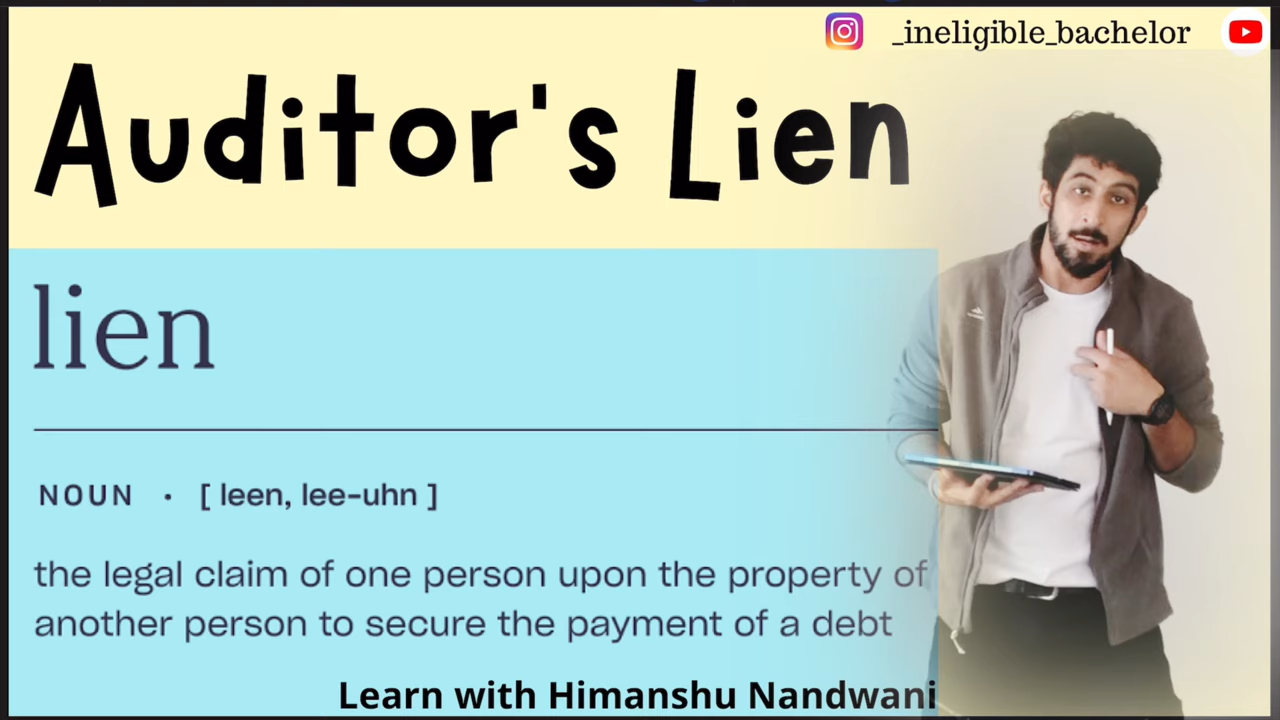 _ineligible_bachelor
Auditor's Lien
lien
NOUN · [ leen, lee-uhn ]
the legal claim of one person upon the property of
another person to secure the payment of a debt
Learn with Himanshu Nandwani